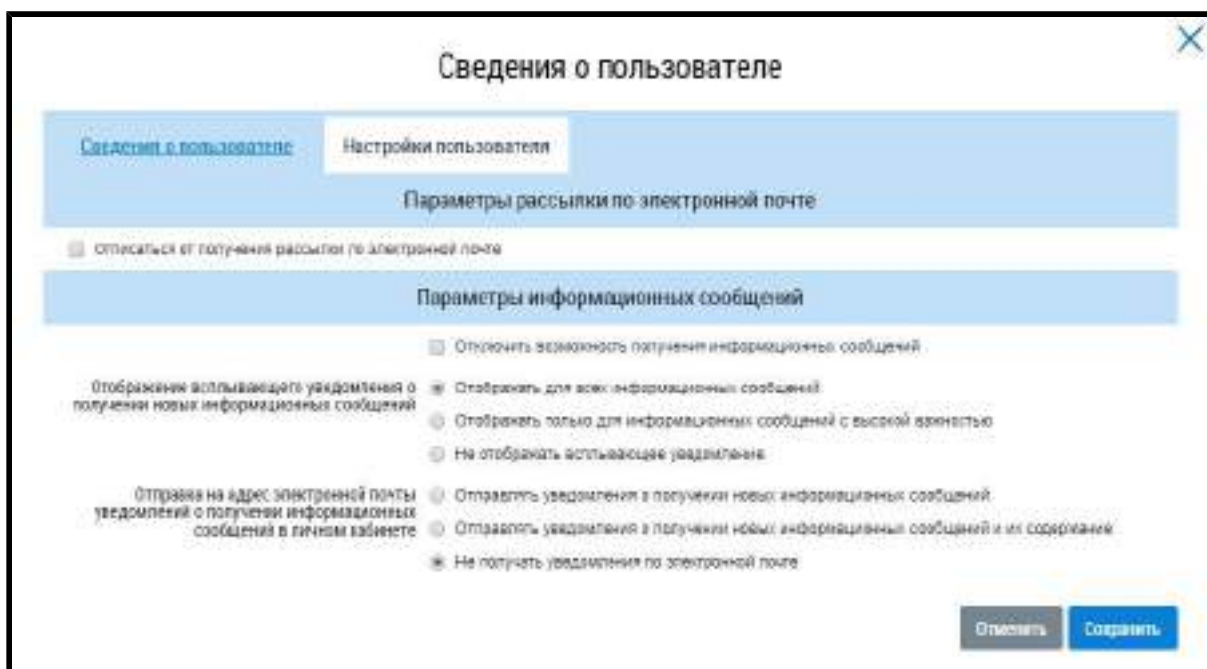 Сведения о пользователе
Сведения о пользователе Настройки пользователя
Параметры рассылки по электронной почте
Отписаться от получения рассылки по электронной почте
Параметры информационных сообщений
Отключить возможность получения информационных сообщений
Отображение всплывающего уведомления о
получении новых информационных сообщений
Отображать для всех информационных сообщений
Отображать только для информационных сообщений с высокой важностью
Не отображать всплывающее уведомление
Отправка на адрес электронной почты
уведомлений о получении информационных
сообщений в личном кабинете
Отправлять уведомления о получении новых информационных сообщений
Отправлять уведомления о получении новых информационных сообщений и их содержание
Не получать уведомления по электронной почте
Отменить Сохранить